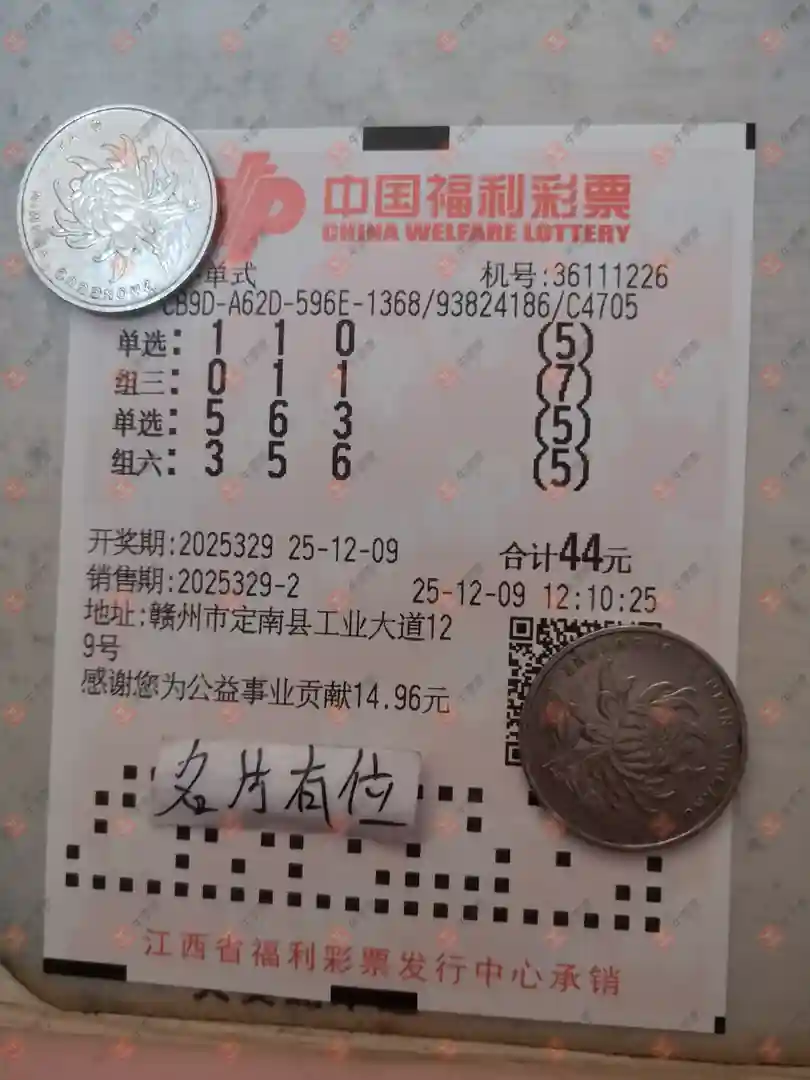 中国福利彩票
CHINA WELFARE LOTTERY
单式 机号:36111226
CB9D-A62D-596E-1368/93824186/C4705
单选: 1 1 0 (5)
组三: 0 1 1 (7)
单选: 5 6 3 (5)
组六: 3 5 6 (5)
开奖期:2025329 25-12-09 合计44元
销售期:2025329-2 25-12-09 12:10:25
地址:赣州市定南县工业大道12
9号
感谢您为公益事业贡献14.96元
名片有位
江西省福利彩票发行中心承销